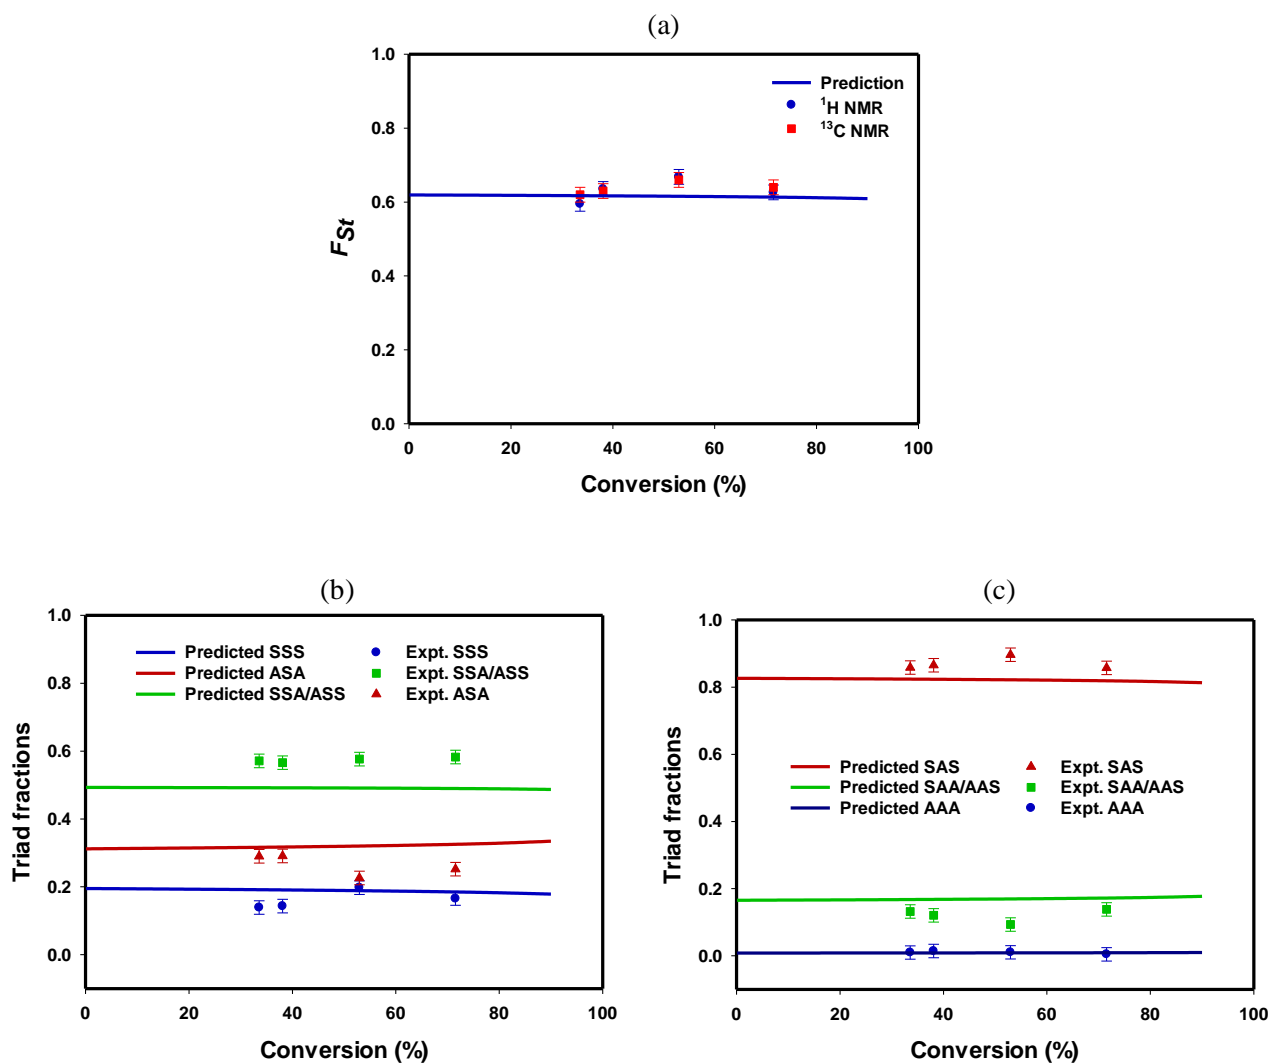 (a)
1.0
0.8
0.6
0.4
0.2
0.0
FSt
Prediction
¹H NMR
¹³C NMR
0 20 40 60 80 100
Conversion (%)
(b)
1.0
0.8
0.6
0.4
0.2
0.0
Triad fractions
Predicted SSS
Predicted ASA
Predicted SSA/ASS
Expt. SSS
Expt. SSA/ASS
Expt. ASA
0 20 40 60 80 100
Conversion (%)
(c)
1.0
0.8
0.6
0.4
0.2
0.0
Triad fractions
Predicted SAS
Predicted SAA/AAS
Predicted AAA
Expt. SAS
Expt. SAA/AAS
Expt. AAA
0 20 40 60 80 100
Conversion (%)